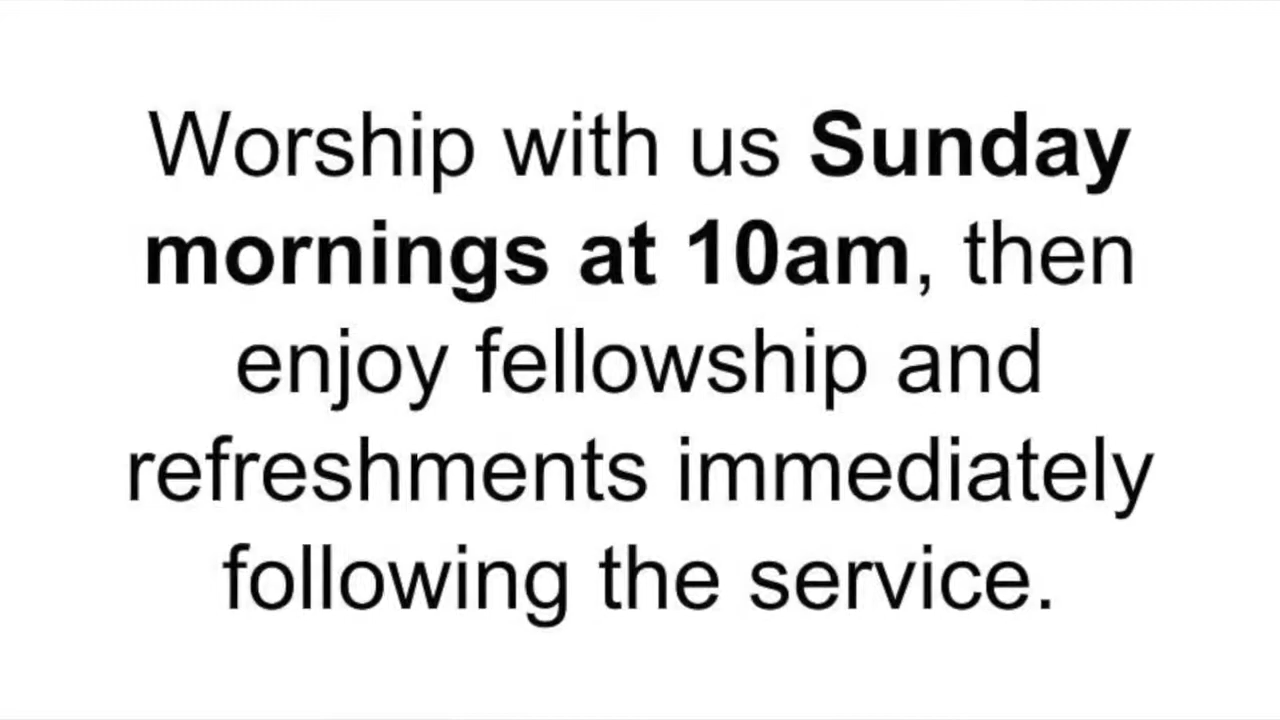 Worship with us Sunday
mornings at 10am, then
enjoy fellowship and
refreshments immediately
following the service.